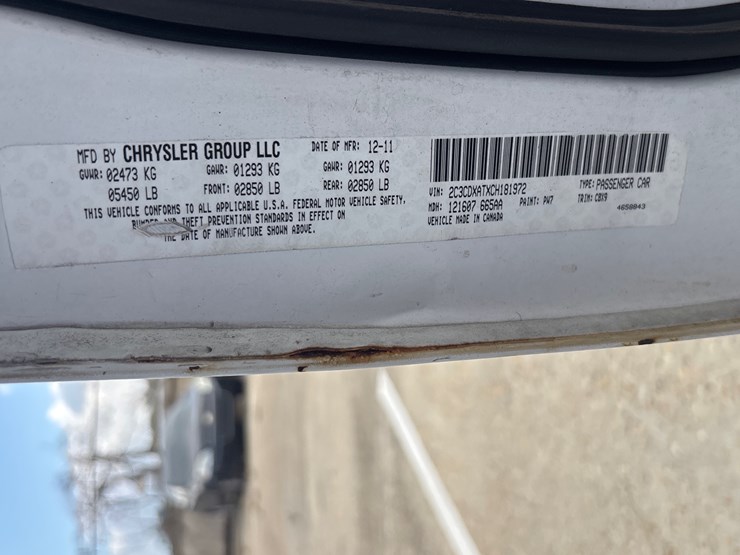 MFD BY CHRYSLER GROUP LLC DATE OF MFR: 12-11
GVWR: 02473 KG GAWR: 01293 KG GAWR: 01293 KG
05450 LB FRONT: 02850 LB REAR: 02850 LB
THIS VEHICLE CONFORMS TO ALL APPLICABLE U.S.A. FEDERAL MOTOR VEHICLE SAFETY,
BUMPER AND THEFT PREVENTION STANDARDS IN EFFECT ON
THE DATE OF MANUFACTURE SHOWN ABOVE.
VIN: 2C3CDXATXCH181972 TYPE: PASSENGER CAR
MDH: 121607 665AA PAINT: PW7 TRIM: C8X9
VEHICLE MADE IN CANADA 4658843